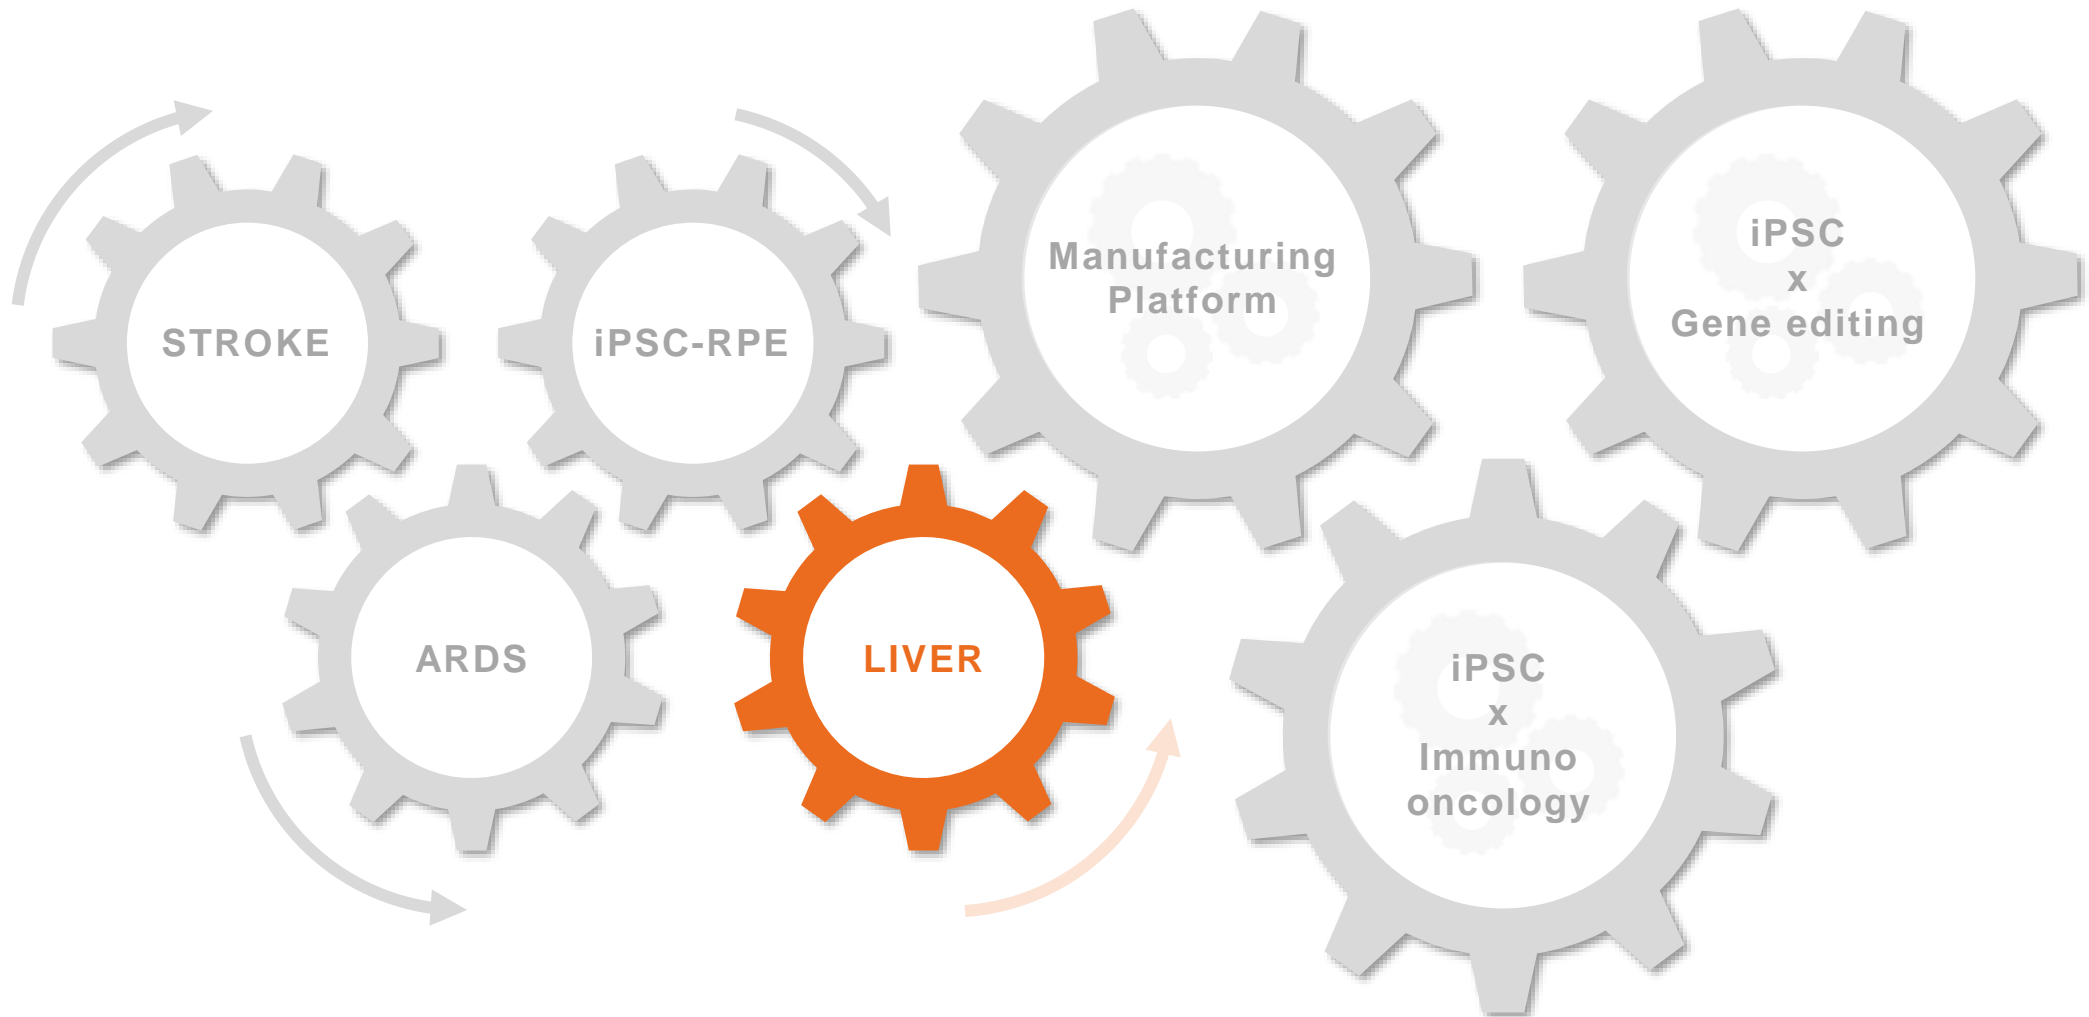 STROKE
iPSC-RPE
Manufacturing
Platform
iPSC
x
Gene editing
ARDS
LIVER
iPSC
x
Immuno
oncology